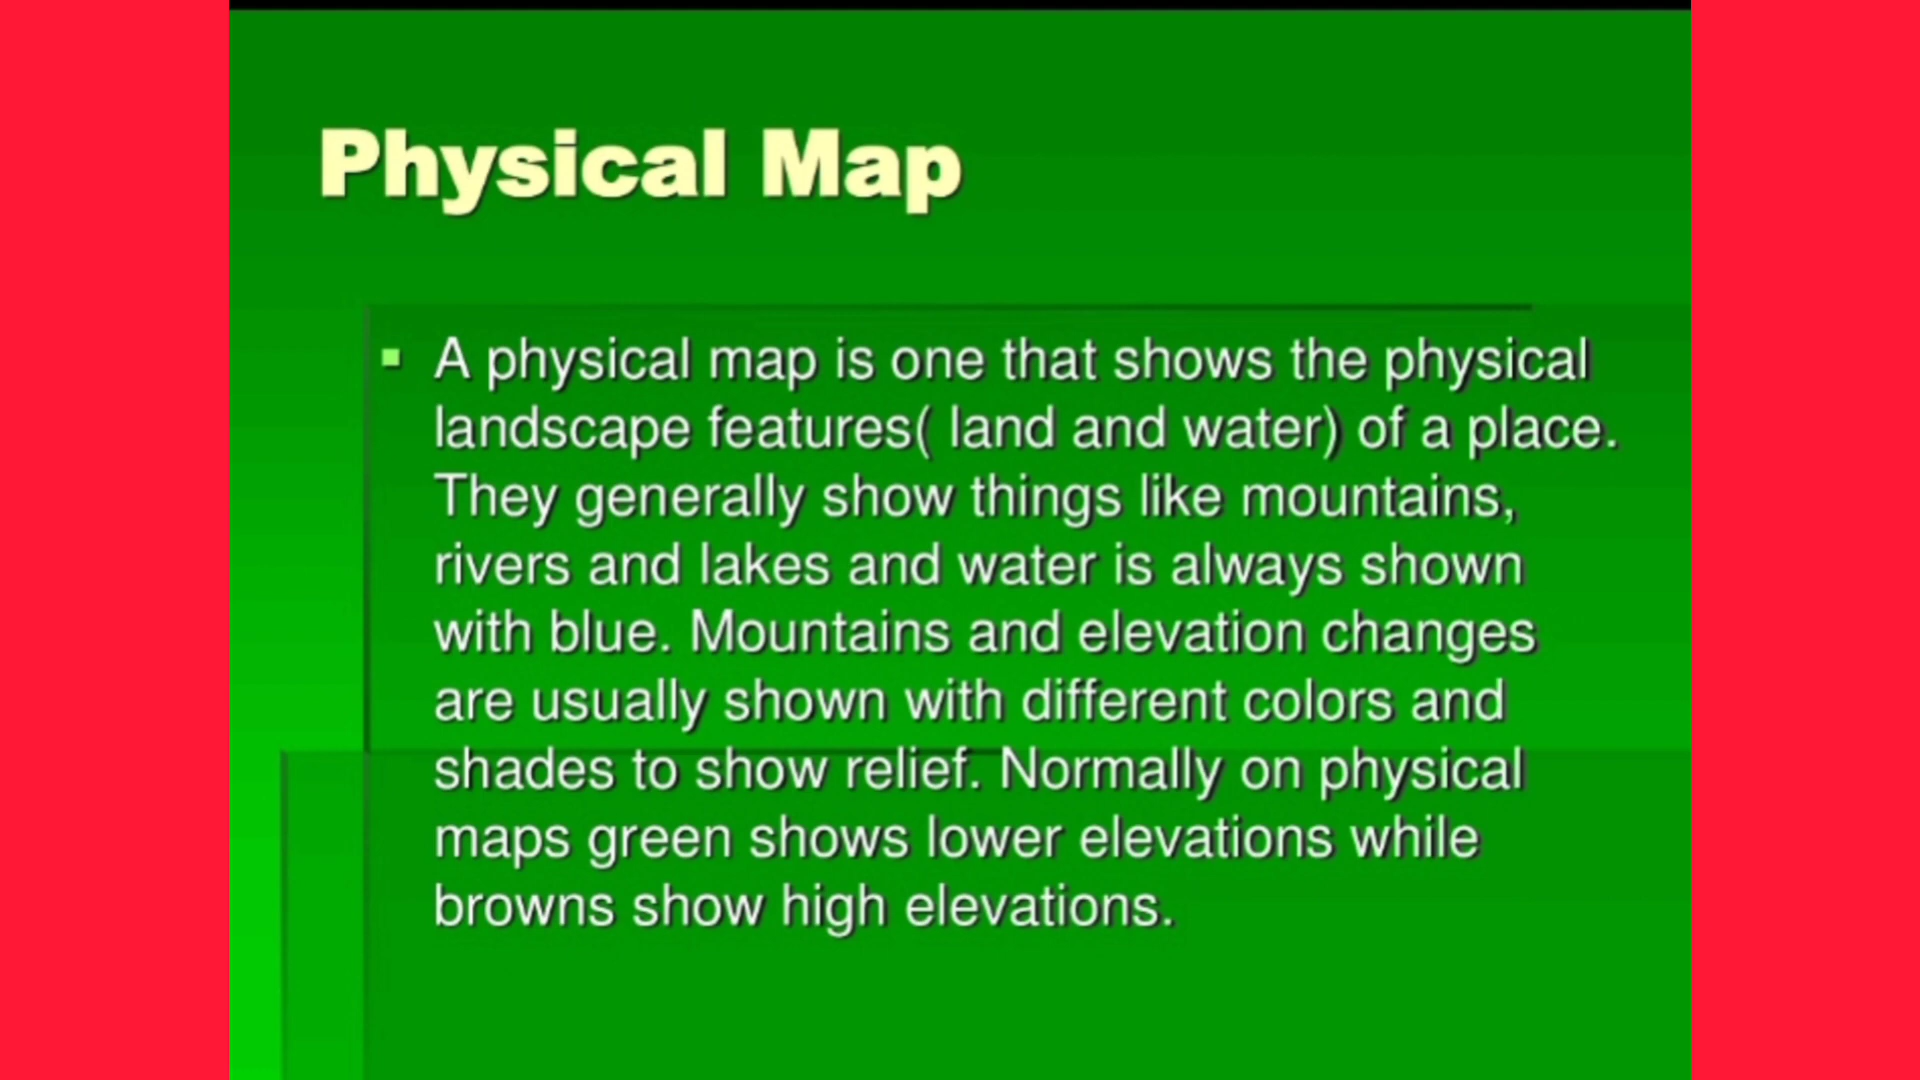 Physical Map
▪ A physical map is one that shows the physical
landscape features( land and water) of a place.
They generally show things like mountains,
rivers and lakes and water is always shown
with blue. Mountains and elevation changes
are usually shown with different colors and
shades to show relief. Normally on physical
maps green shows lower elevations while
browns show high elevations.